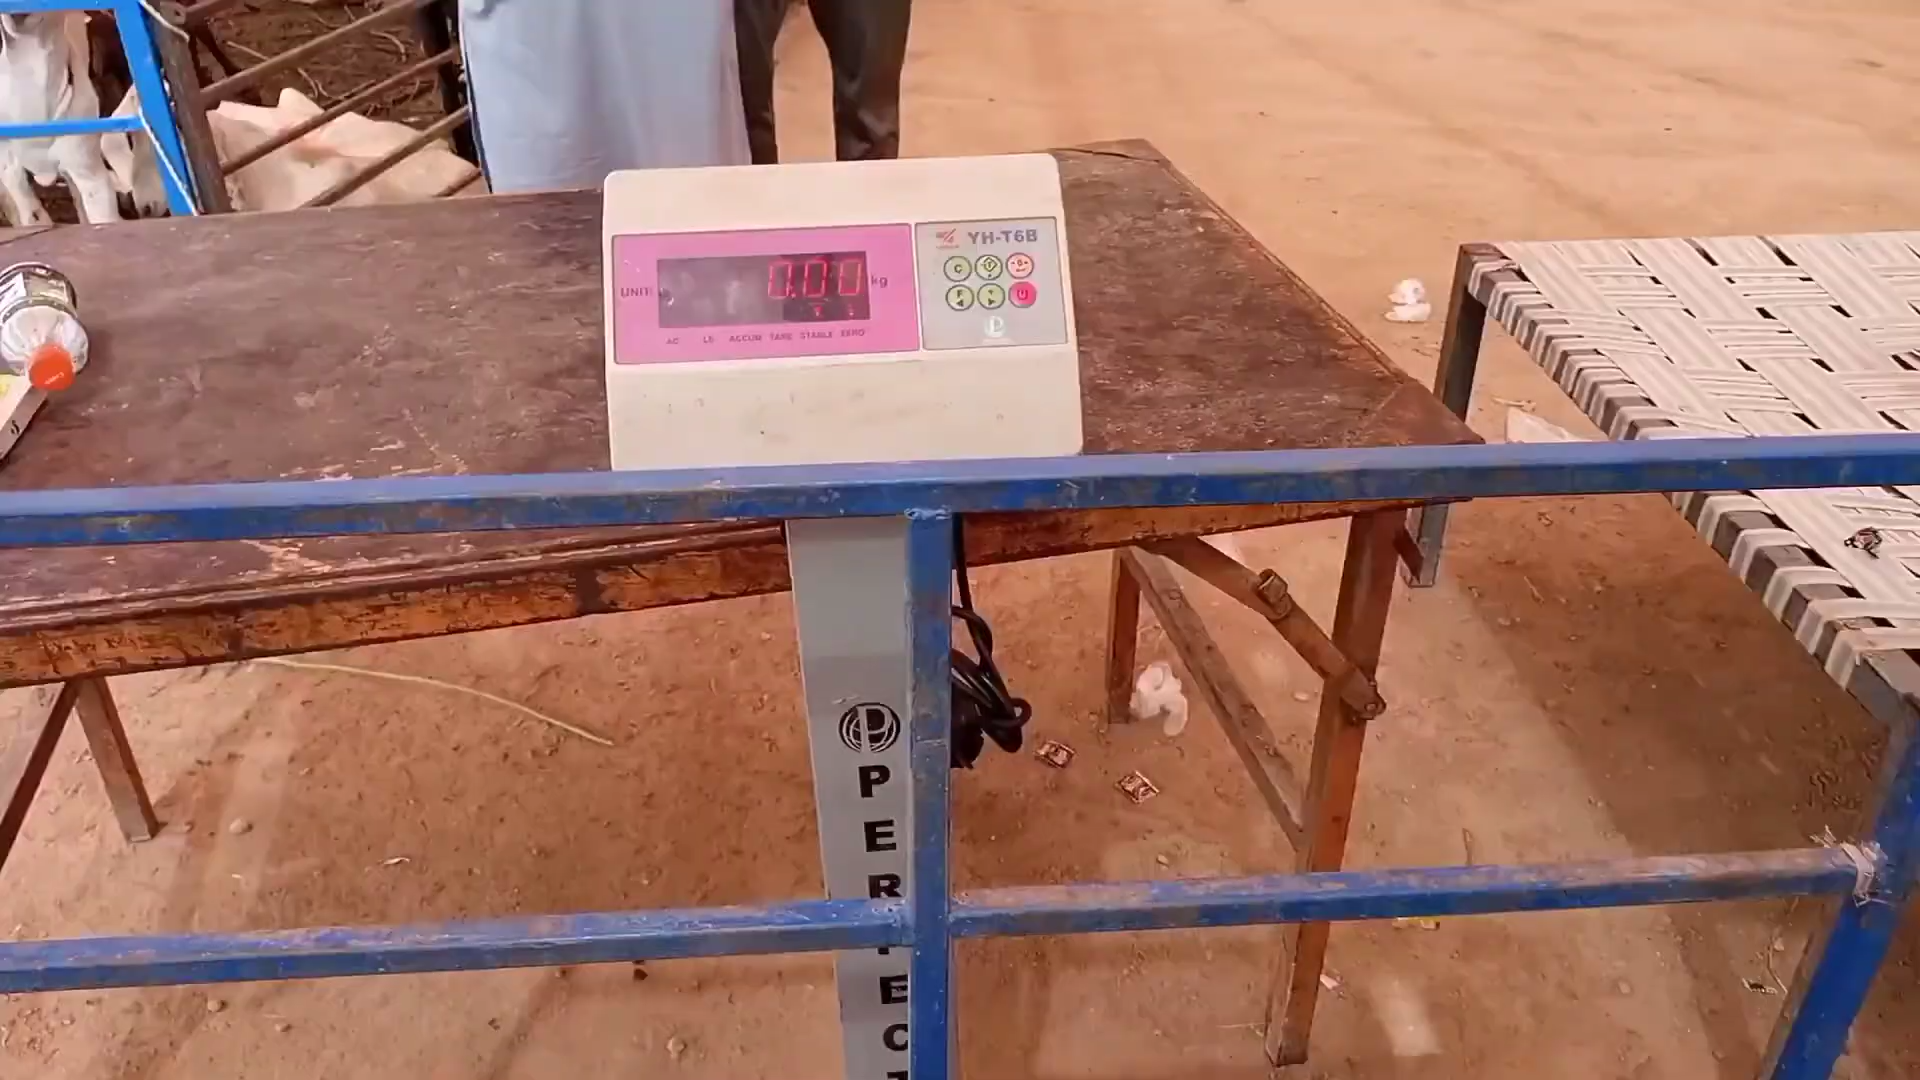 YH-T6B
UNIT:
0.00 kg
C T
F
AC LB ACCUM TARE STABLE ZERO
PERFECT